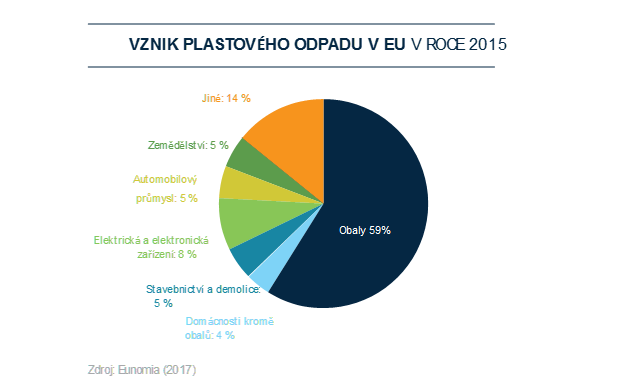 VZNIK PLASTOVÉHO ODPADU V EU V ROCE 2015
Jiné: 14 %
Zemědělství: 5 %
Automobilový
průmysl: 5 %
Obaly 59%
Elektrická a elektronická
zařízení: 8 %
Stavebnictví a demolice:
5 %
Domácnosti kromě
obalů: 4 %
Zdroj: Eunomia (2017)